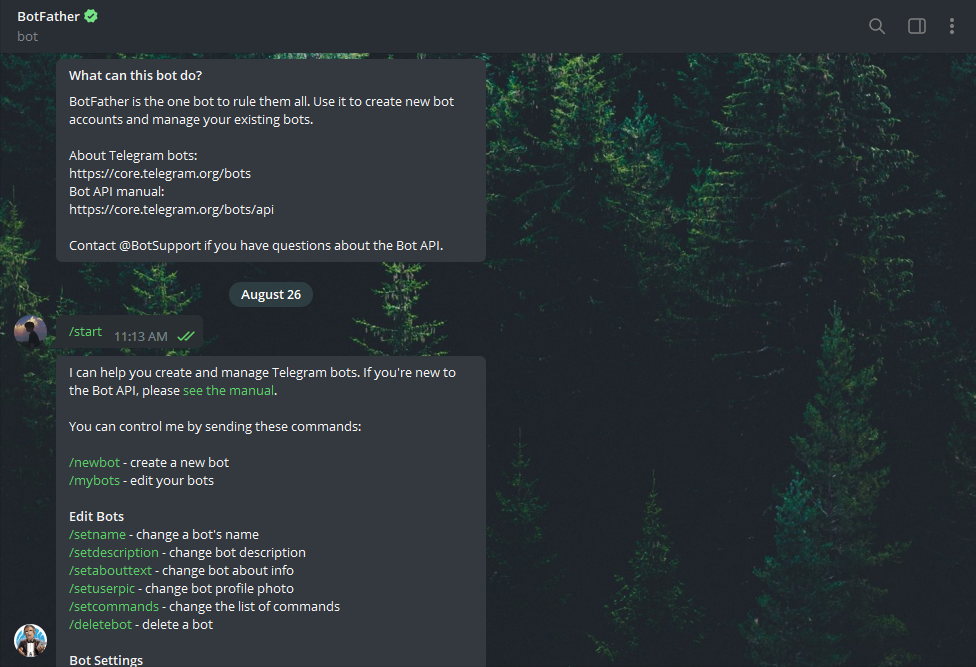 BotFather
bot
What can this bot do?
BotFather is the one bot to rule them all. Use it to create new bot
accounts and manage your existing bots.
About Telegram bots:
https://core.telegram.org/bots
Bot API manual:
https://core.telegram.org/bots/api
Contact @BotSupport if you have questions about the Bot API.
August 26
/start 11:13 AM
I can help you create and manage Telegram bots. If you're new to
the Bot API, please see the manual.
You can control me by sending these commands:
/newbot - create a new bot
/mybots - edit your bots
Edit Bots
/setname - change a bot's name
/setdescription - change bot description
/setabouttext - change bot about info
/setuserpic - change bot profile photo
/setcommands - change the list of commands
/deletebot - delete a bot
Bot Settings